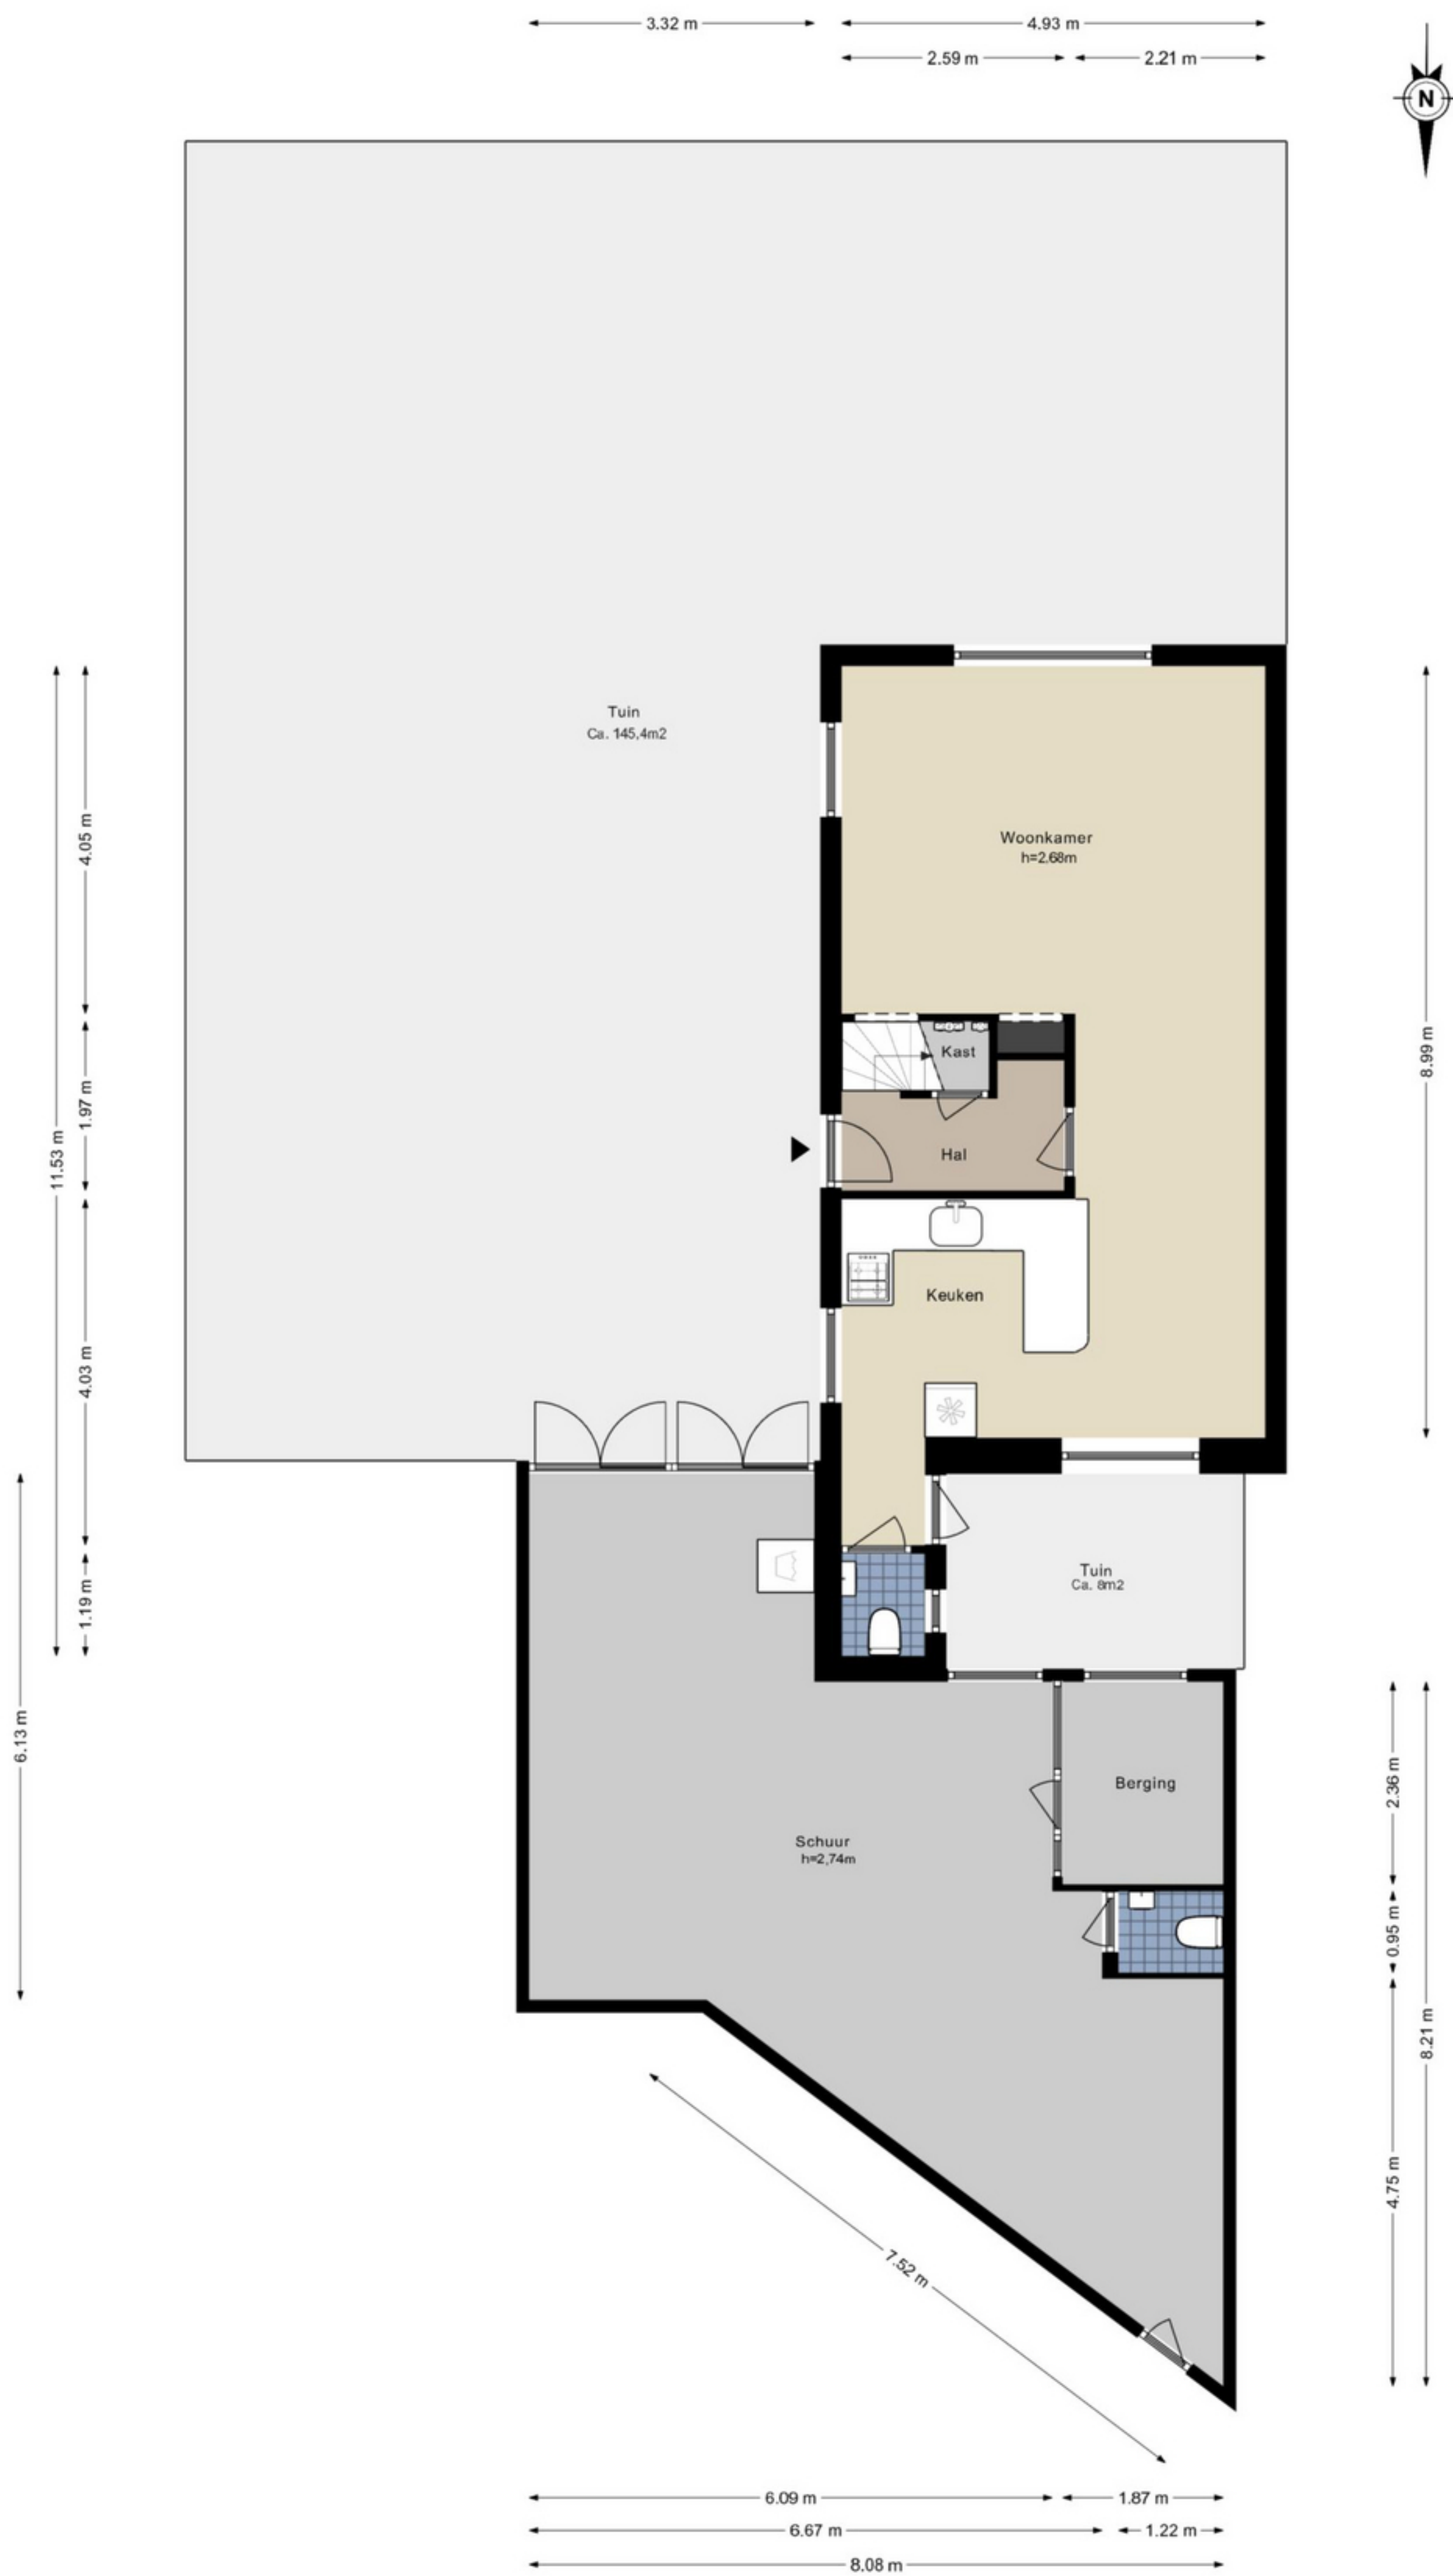 3.32 m
4.93 m
2.59 m
2.21 m
N
Tuin
Ca. 145,4m2
Woonkamer
h=2.68m
4.05 m
8.99 m
Kast
1.97 m
11.53 m
Hal
Keuken
4.03 m
Tuin
Ca. 8m2
1.19 m
6.13 m
Berging
2.36 m
Schuur
h=2,74m
0.95 m
8.21 m
4.75 m
7.52 m
6.09 m
1.87 m
6.67 m
1.22 m
8.08 m